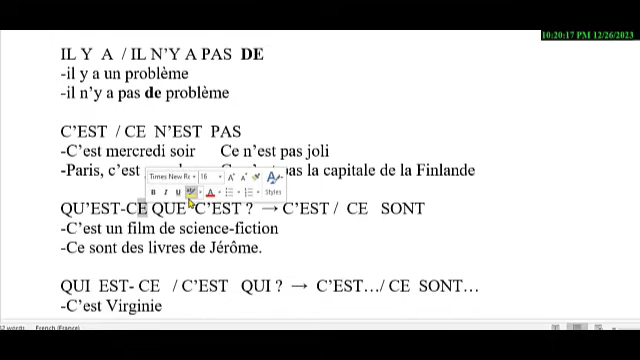 10:20:17 PM 12/26/2023
IL Y A / IL N’Y A PAS DE
-il y a un problème
-il n’y a pas de problème
C’EST / CE N’EST PAS
-C’est mercredi soir Ce n’est pas joli
-Paris, c’est pas la capitale de la Finlande
Times New Ro 16 A A
B I U A Styles
QU’EST-CE QUE C’EST ? → C’EST / CE SONT
-C’est un film de science-fiction
-Ce sont des livres de Jérôme.
QUI EST- CE / C’EST QUI ? → C’EST…/ CE SONT…
-C’est Virginie
words French (France)